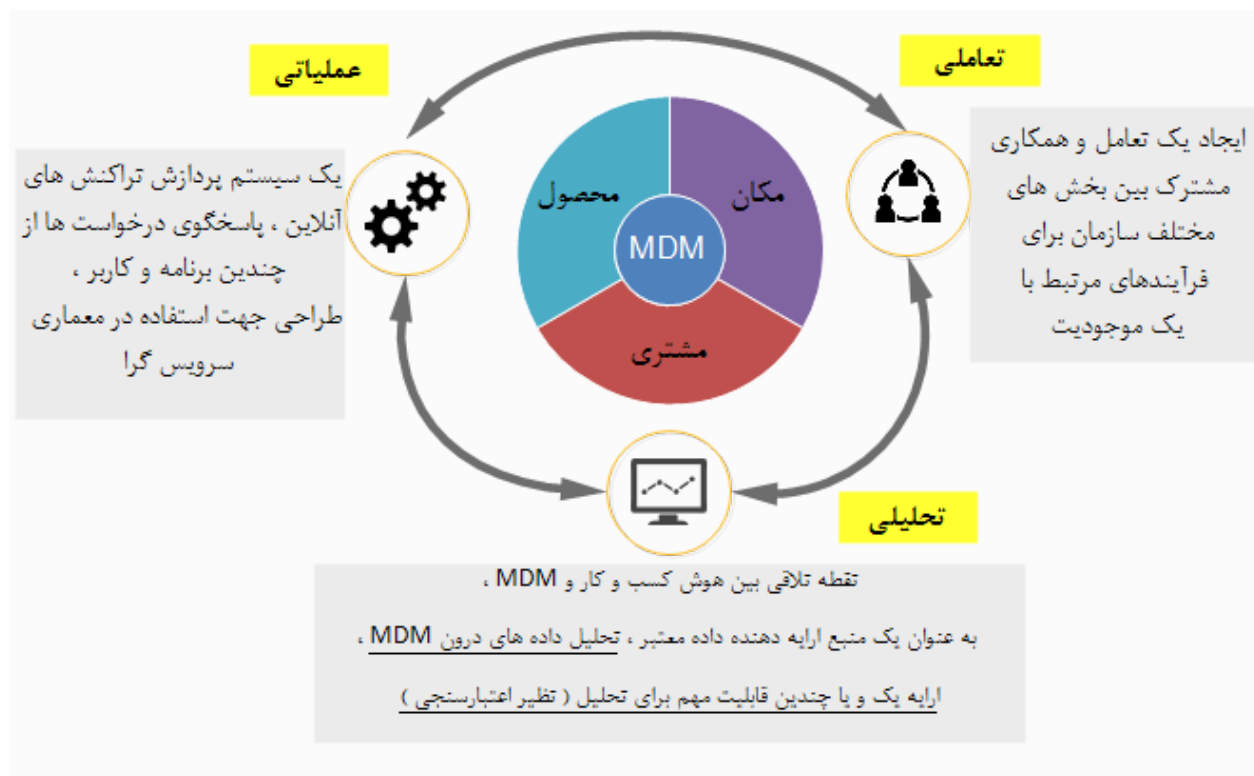 تعاملی
عملیاتی
ایجاد یک تعامل و همکاری
مشترک بین بخش های
مختلف سازمان برای
فرآیندهای مرتبط با
یک موجودیت
یک سیستم پردازش تراکنش های
آنلاین ، پاسخگوی درخواست ها از
چندین برنامه و کاربر ،
طراحی جهت استفاده در معماری
سرویس گرا
مکان
محصول
MDM
مشتری
تحلیلی
نقطه تلاقی بین هوش کسب و کار و MDM ،
به عنوان یک منبع ارایه دهنده داده معتبر ، تحلیل داده های درون MDM ،
ارایه یک و یا چندین قابلیت مهم برای تحلیل ( نظیر اعتبارسنجی )